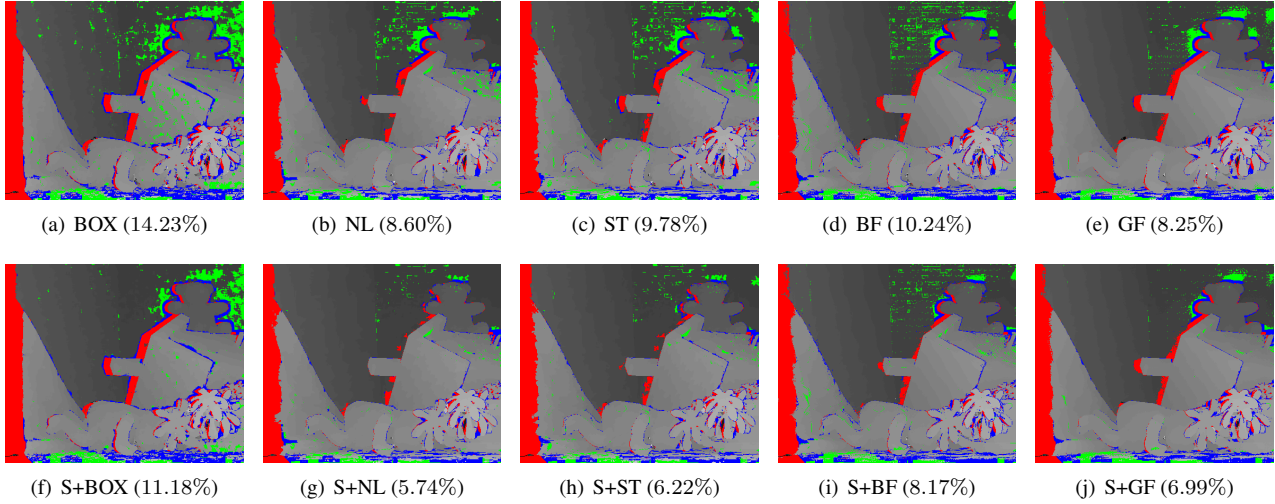 (a) BOX (14.23%)
(b) NL (8.60%)
(c) ST (9.78%)
(d) BF (10.24%)
(e) GF (8.25%)
(f) S+BOX (11.18%)
(g) S+NL (5.74%)
(h) S+ST (6.22%)
(i) S+BF (8.17%)
(j) S+GF (6.99%)